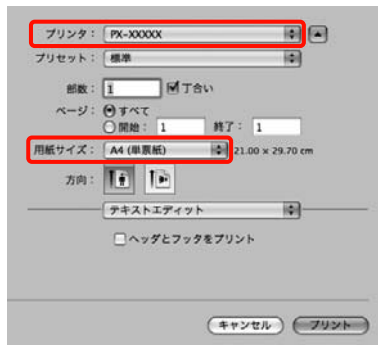 プリンタ： PX-XXXXX
プリセット： 標準
部数： 1 丁合い
ページ： すべて
開始： 1 終了： 1
用紙サイズ： A4 (単票紙) 21.00 x 29.70 cm
方向：
テキストエディット
ヘッダとフッタをプリント
キャンセル プリント